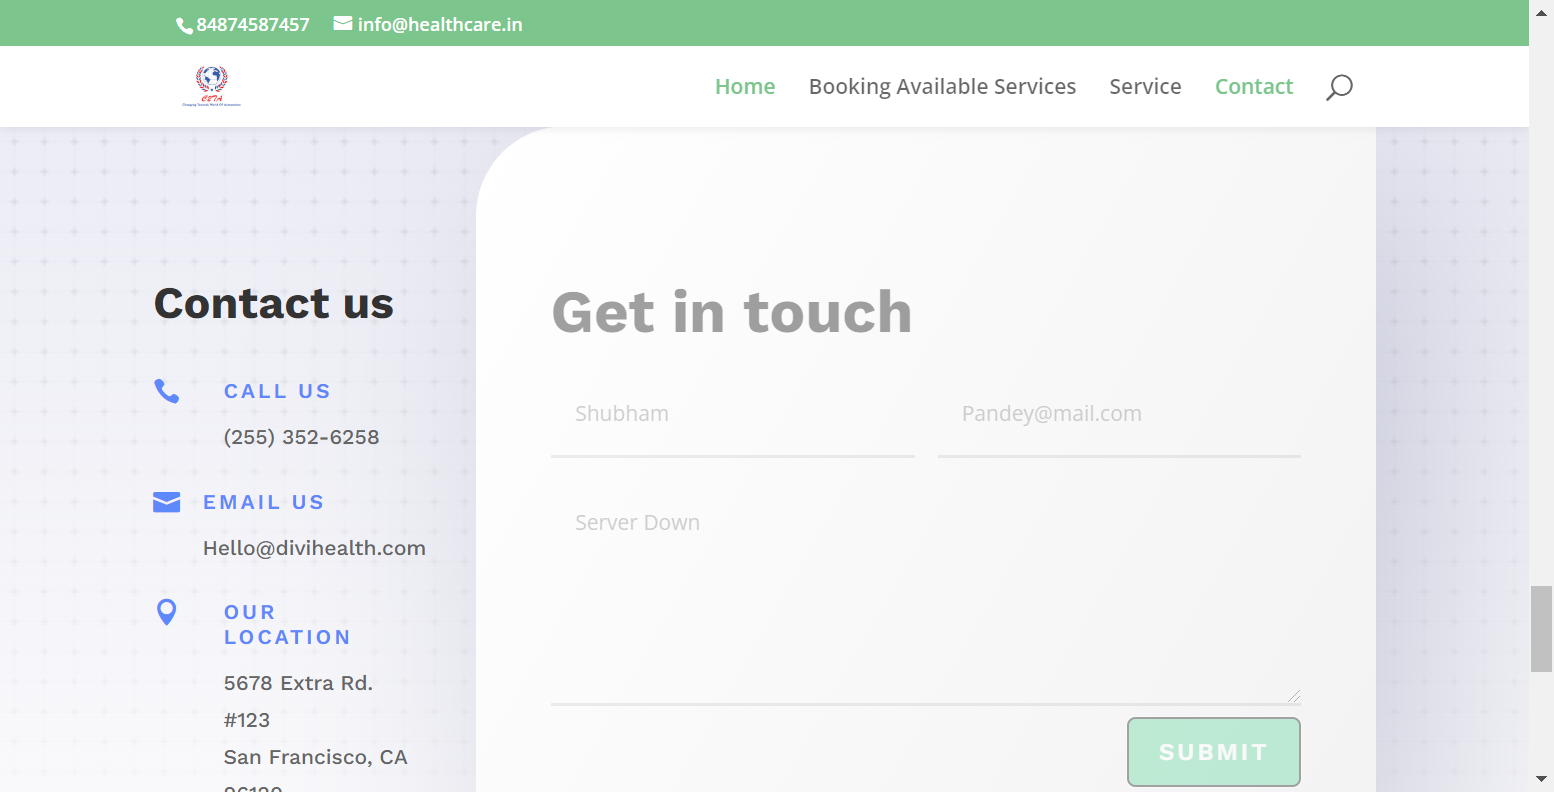 84874587457 info@healthcare.in
CETA
Home Booking Available Services Service Contact
Contact us
CALL US
(255) 352-6258
EMAIL US
Hello@divihealth.com
OUR
LOCATION
5678 Extra Rd.
#123
San Francisco, CA
Get in touch
Shubham Pandey@mail.com
Server Down
SUBMIT